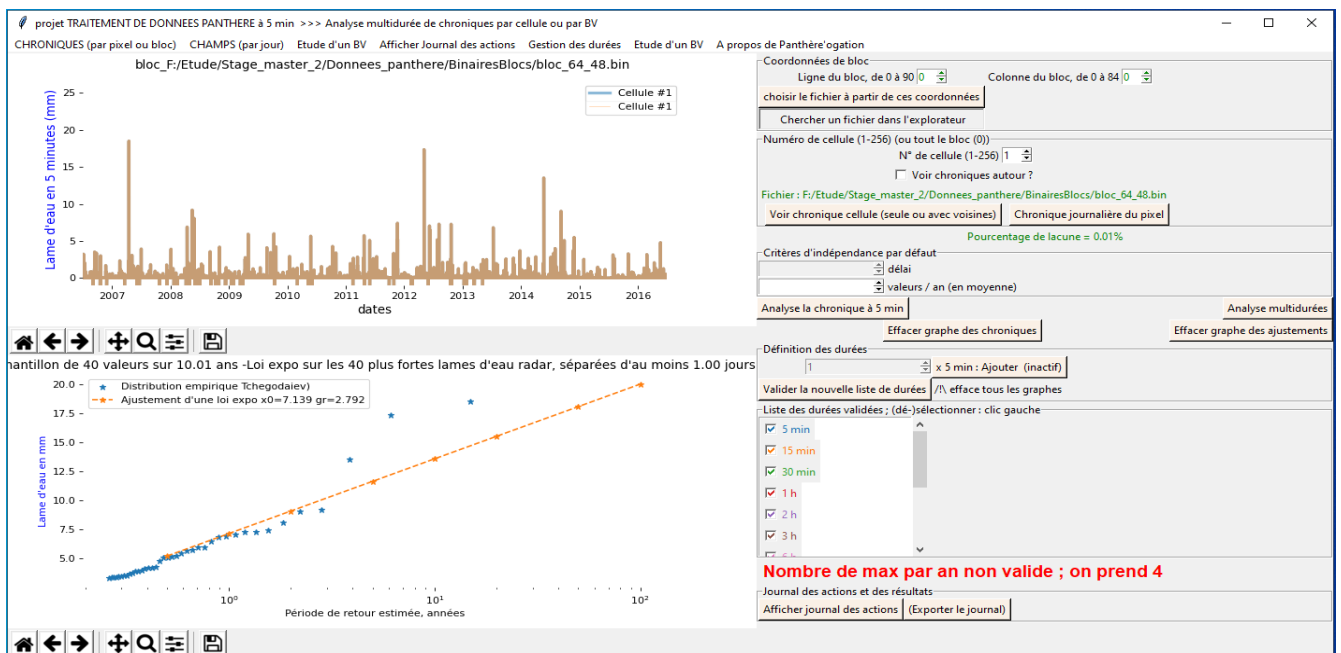 projet TRAITEMENT DE DONNEES PANTHERE à 5 min >>> Analyse multidurée de chroniques par cellule ou par BV
CHRONIQUES (par pixel ou bloc) CHAMPS (par jour) Etude d'un BV Afficher Journal des actions Gestion des durées Etude d'un BV A propos de Panthère'ogation
bloc_F:/Etude/Stage_master_2/Donnees_panthere/BinairesBlocs/bloc_64_48.bin
Lame d'eau en 5 minutes (mm)
25
20
15
10
5
0
Cellule #1
Cellule #1
2007 2008 2009 2010 2011 2012 2013 2014 2015 2016
dates
antillon de 40 valeurs sur 10.01 ans -Loi expo sur les 40 plus fortes lames d'eau radar, séparées d'au moins 1.00 jours
Lame d'eau en mm
20.0
17.5
15.0
12.5
10.0
7.5
5.0
Distribution empirique Tchegodaiev)
Ajustement d'une loi expo x0=7.139 gr=2.792
10⁰ 10¹ 10²
Période de retour estimée, années
Coordonnées de bloc
Ligne du bloc, de 0 à 90 0 Colonne du bloc, de 0 à 84 0
choisir le fichier à partir de ces coordonnées
Chercher un fichier dans l'explorateur
Numéro de cellule (1-256) (ou tout le bloc (0))
N° de cellule (1-256) 1
Voir chroniques autour ?
Fichier : F:/Etude/Stage_master_2/Donnees_panthere/BinairesBlocs/bloc_64_48.bin
Voir chronique cellule (seule ou avec voisines) Chronique journalière du pixel
Pourcentage de lacune = 0.01%
Critères d'indépendance par défaut
délai
valeurs / an (en moyenne)
Analyse la chronique à 5 min Analyse multidurées
Effacer graphe des chroniques Effacer graphe des ajustements
Définition des durées
1 x 5 min : Ajouter (inactif)
Valider la nouvelle liste de durées /!\ efface tous les graphes
Liste des durées validées ; (dé-)sélectionner : clic gauche
5 min
15 min
30 min
1 h
2 h
3 h
Nombre de max par an non valide ; on prend 4
Journal des actions et des résultats
Afficher journal des actions (Exporter le journal)